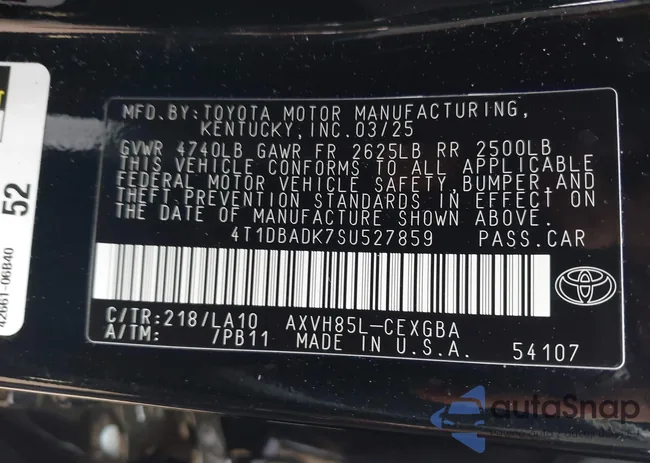 MFD.BY:TOYOTA MOTOR MANUFACTURING,
KENTUCKY,INC.03/25
GVWR 4740LB GAWR FR 2625LB RR 2500LB
THIS VEHICLE CONFORMS TO ALL APPLICABLE
FEDERAL MOTOR VEHICLE SAFETY,BUMPER,AND
THEFT PREVENTION STANDARDS IN EFFECT ON
THE DATE OF MANUFACTURE SHOWN ABOVE.
4T1DBADK7SU527859 PASS.CAR
C/TR:218/LA10 AXVH85L-CEXGBA
A/TM: /PB11 MADE IN U.S.A. 54107
52
42661-06B40
autoSnap